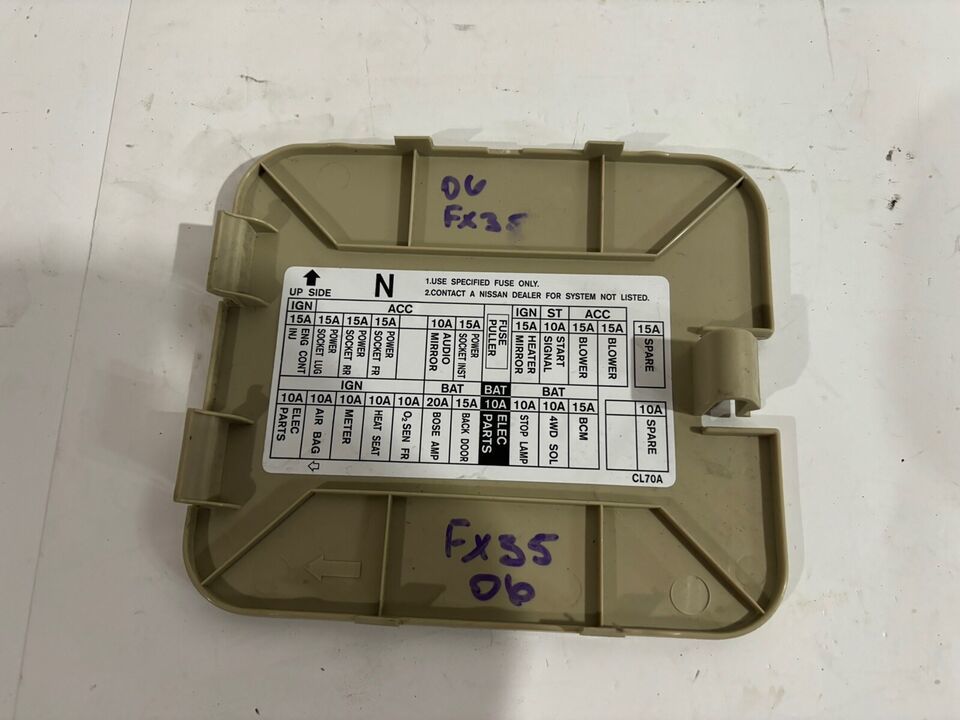 06
FX35
UP SIDE
N
1.USE SPECIFIED FUSE ONLY.
2.CONTACT A NISSAN DEALER FOR SYSTEM NOT LISTED.
IGN ACC FUSE PULLER IGN ST ACC
15A 15A 15A 15A 10A 15A 15A 10A 15A 15A 15A
ENG CONT INJ
POWER SOCKET LUG
POWER SOCKET RR
POWER SOCKET FR
AUDIO MIRROR
POWER SOCKET INST
HEATER MIRROR
START SIGNAL
BLOWER
BLOWER
SPARE
IGN BAT BAT BAT
10A 10A 10A 10A 10A 20A 15A 10A 10A 10A 15A 10A
ELEC PARTS
AIR BAG
METER
HEAT SEAT
O2 SEN FR
BOSE AMP
BACK DOOR
ELEC PARTS
STOP LAMP
4WD SOL
BCM
SPARE
CL70A
FX35
06